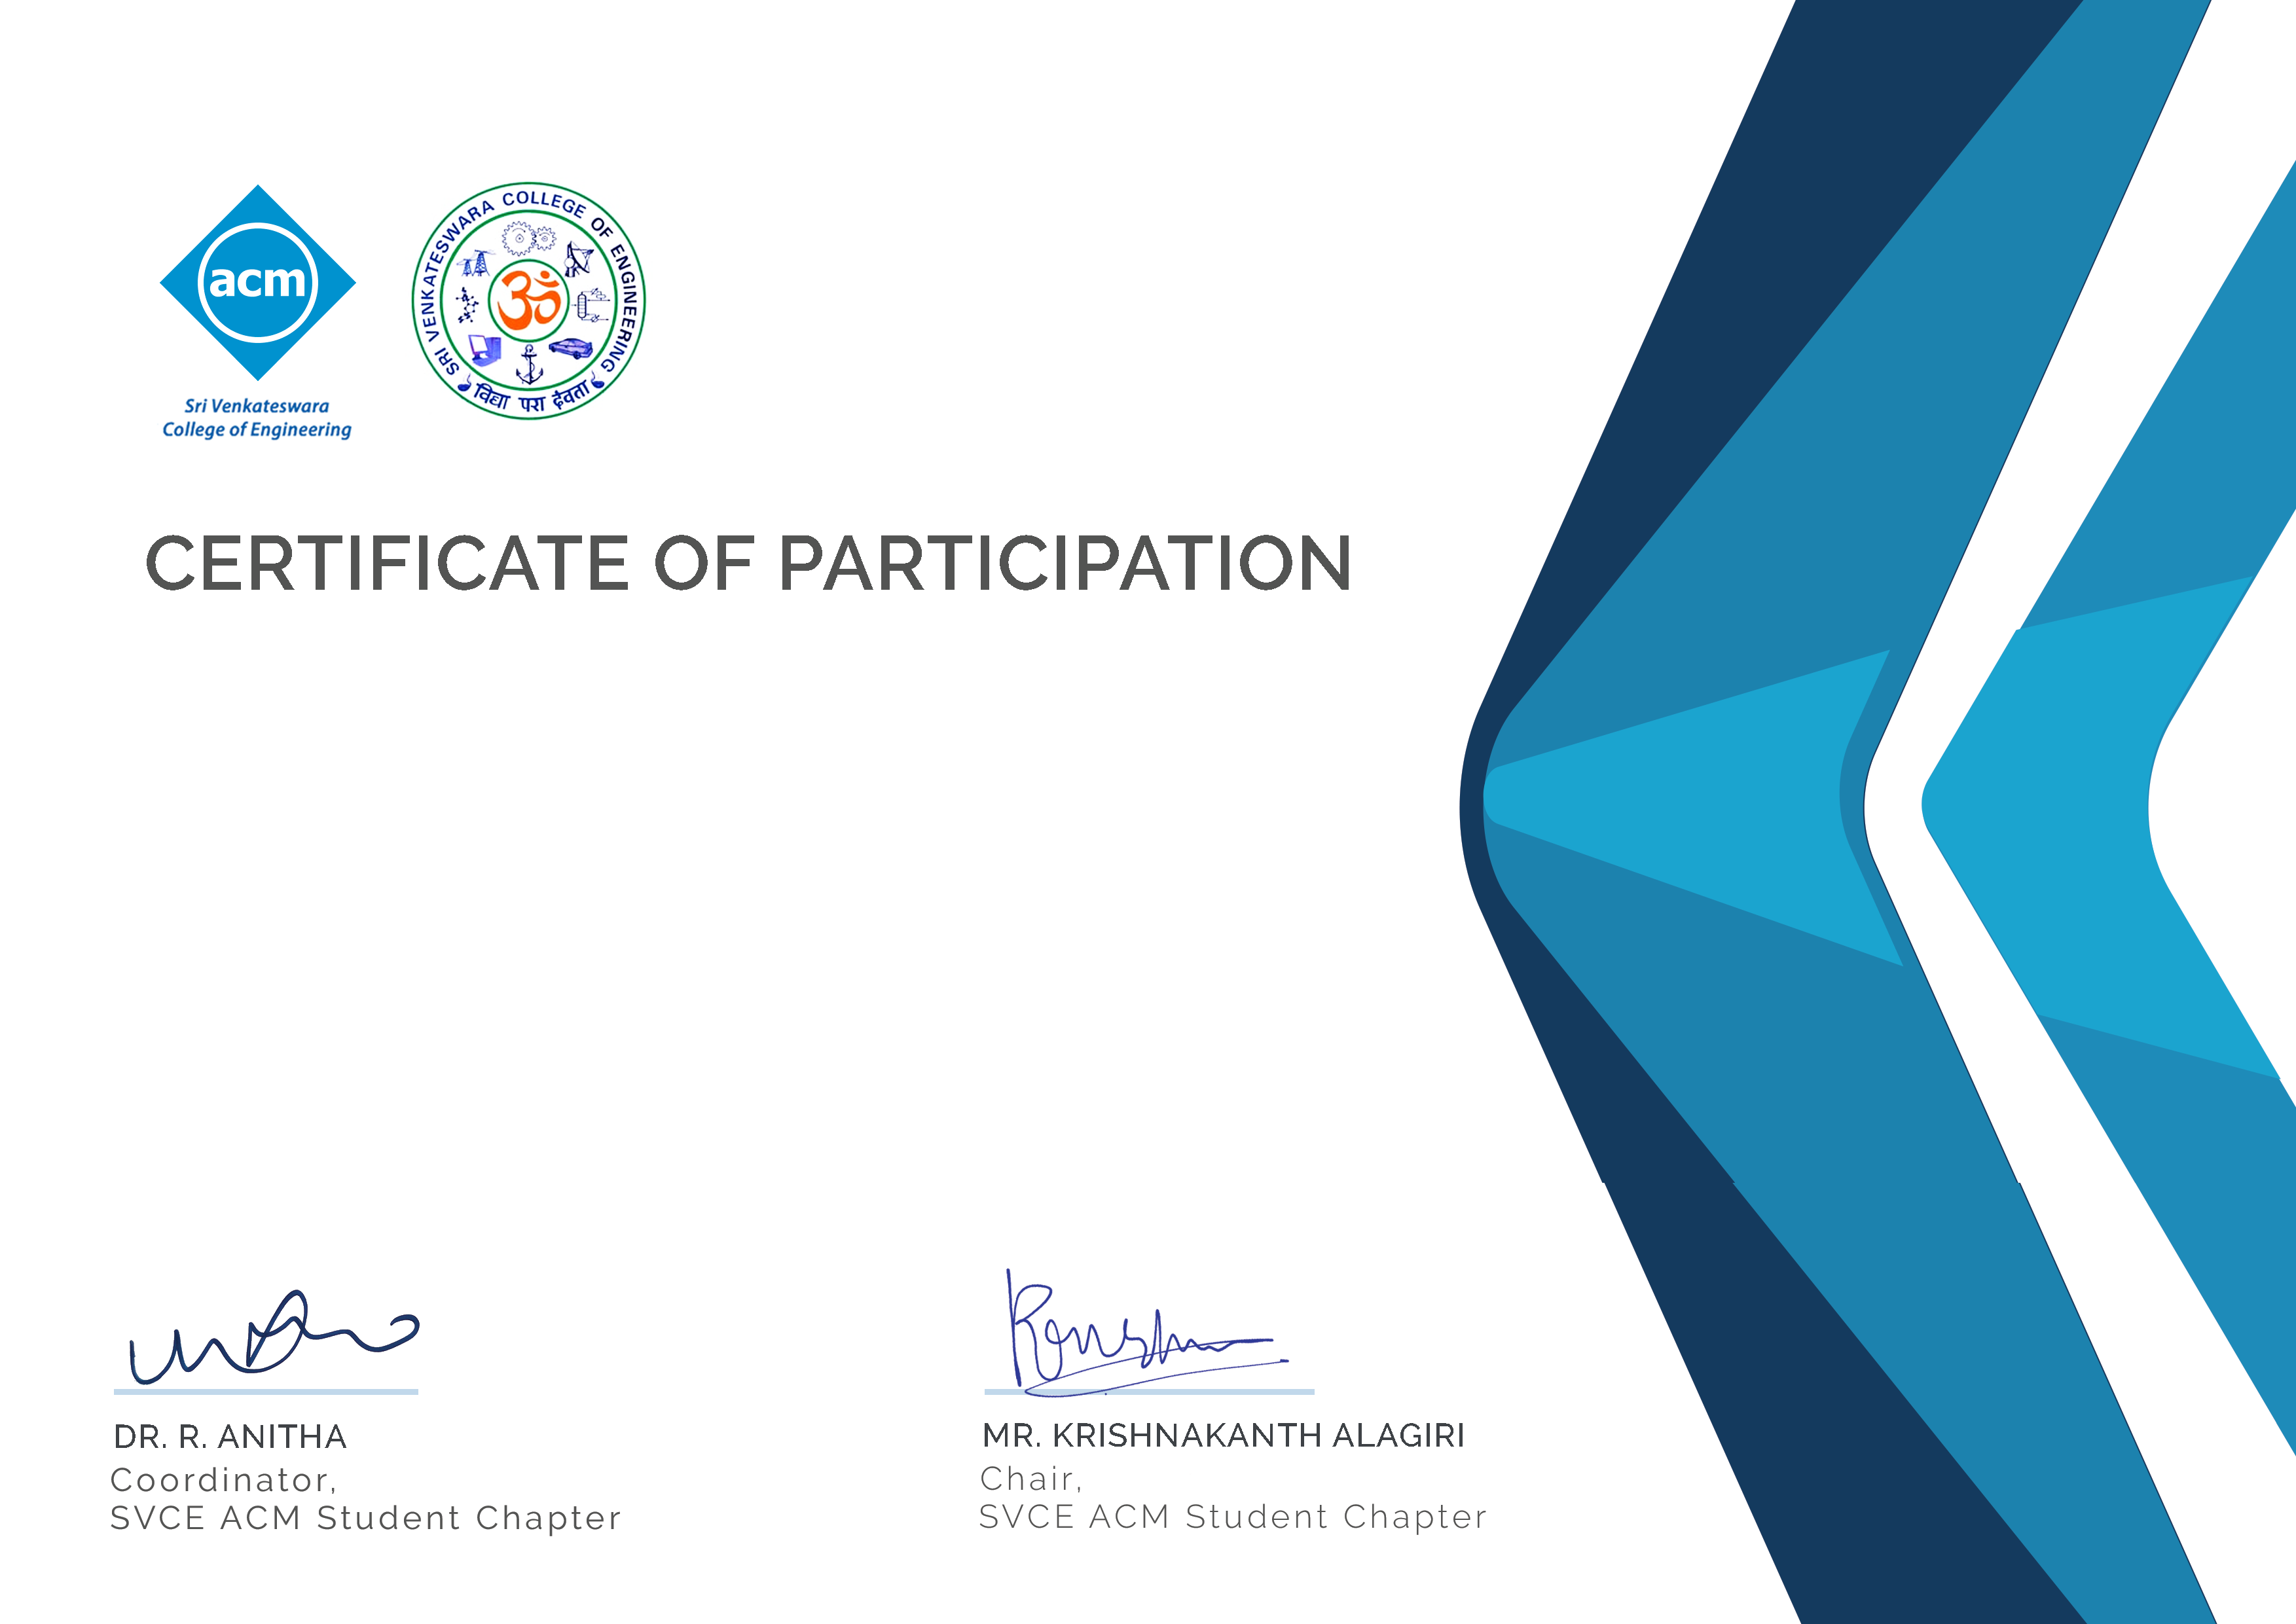 acm
Sri Venkateswara
College of Engineering
SRI VENKATESWARA COLLEGE OF ENGINEERING
ॐ
विद्या परा देवता
CERTIFICATE OF PARTICIPATION
DR. R. ANITHA
Coordinator,
SVCE ACM Student Chapter
MR. KRISHNAKANTH ALAGIRI
Chair,
SVCE ACM Student Chapter